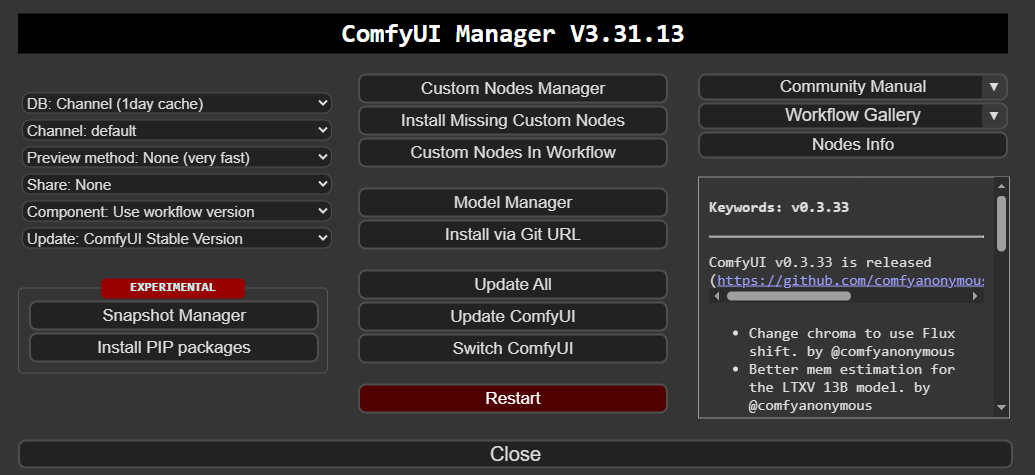 ComfyUI Manager V3.31.13
DB: Channel (1day cache)
Channel: default
Preview method: None (very fast)
Share: None
Component: Use workflow version
Update: ComfyUI Stable Version
EXPERIMENTAL
Snapshot Manager
Install PIP packages
Custom Nodes Manager
Install Missing Custom Nodes
Custom Nodes In Workflow
Model Manager
Install via Git URL
Update All
Update ComfyUI
Switch ComfyUI
Restart
Community Manual ▼
Workflow Gallery ▼
Nodes Info
Keywords: v0.3.33
ComfyUI v0.3.33 is released
(https://github.com/comfyanonymous
• Change chroma to use Flux
shift. by @comfyanonymous
• Better mem estimation for
the LTXV 13B model. by
@comfyanonymous
Close